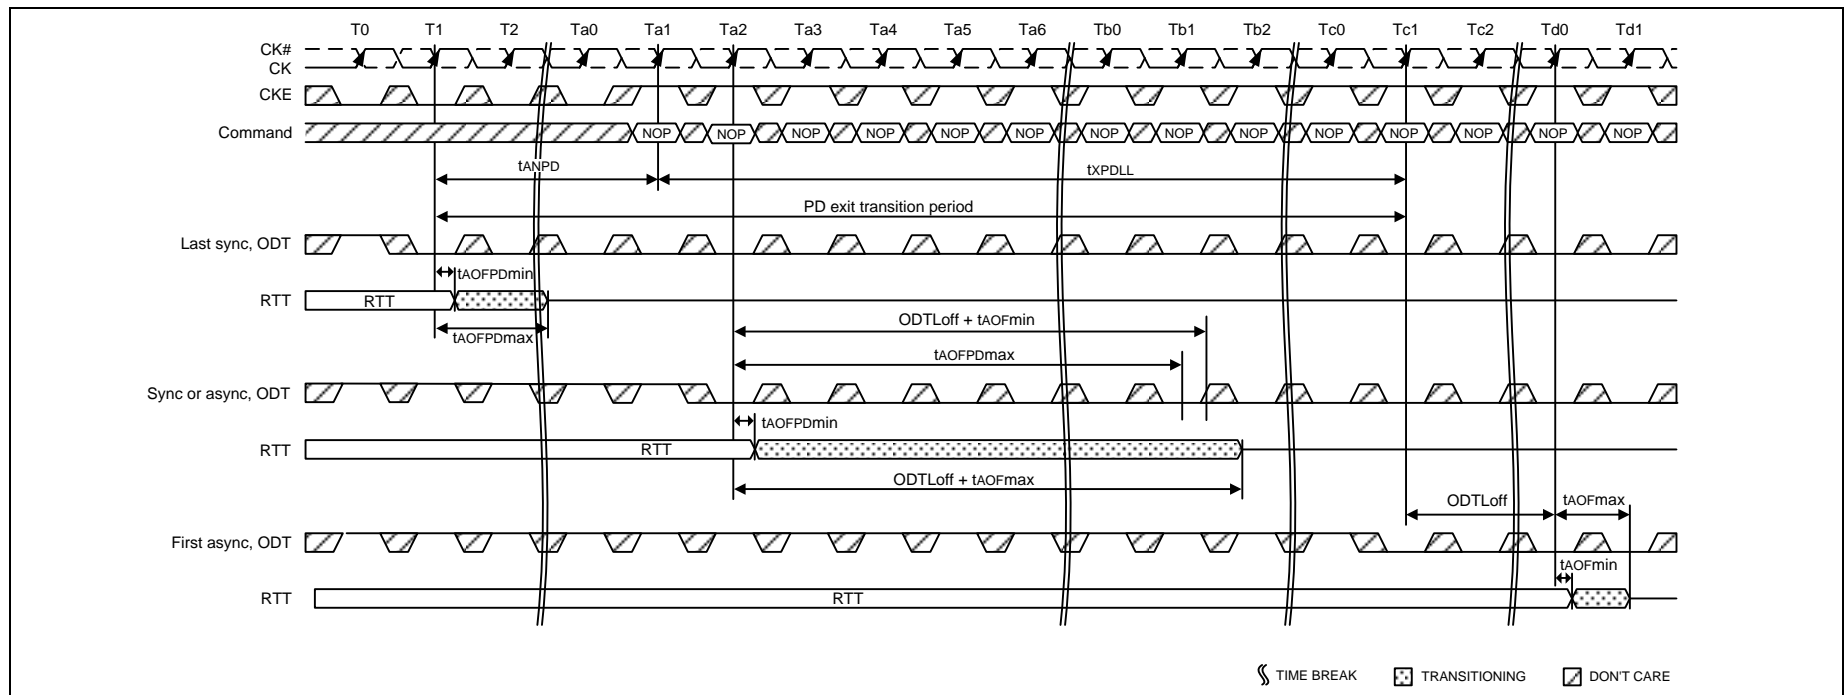 T0 T1 T2 Ta0 Ta1 Ta2 Ta3 Ta4 Ta5 Ta6 Tb0 Tb1 Tb2 Tc0 Tc1 Tc2 Td0 Td1
CK#
CK
CKE
Command NOP NOP NOP NOP NOP NOP NOP NOP NOP NOP NOP NOP NOP NOP
tANPD tXPDLL
PD exit transition period
Last sync, ODT
tAOFPDmin
RTT RTT
tAOFPDmax
ODTLoff + tAOFmin
tAOFPDmax
Sync or async, ODT
tAOFPDmin
RTT RTT
ODTLoff + tAOFmax
ODTLoff tAOFmax
First async, ODT
tAOFmin
RTT RTT
TIME BREAK TRANSITIONING DON'T CARE